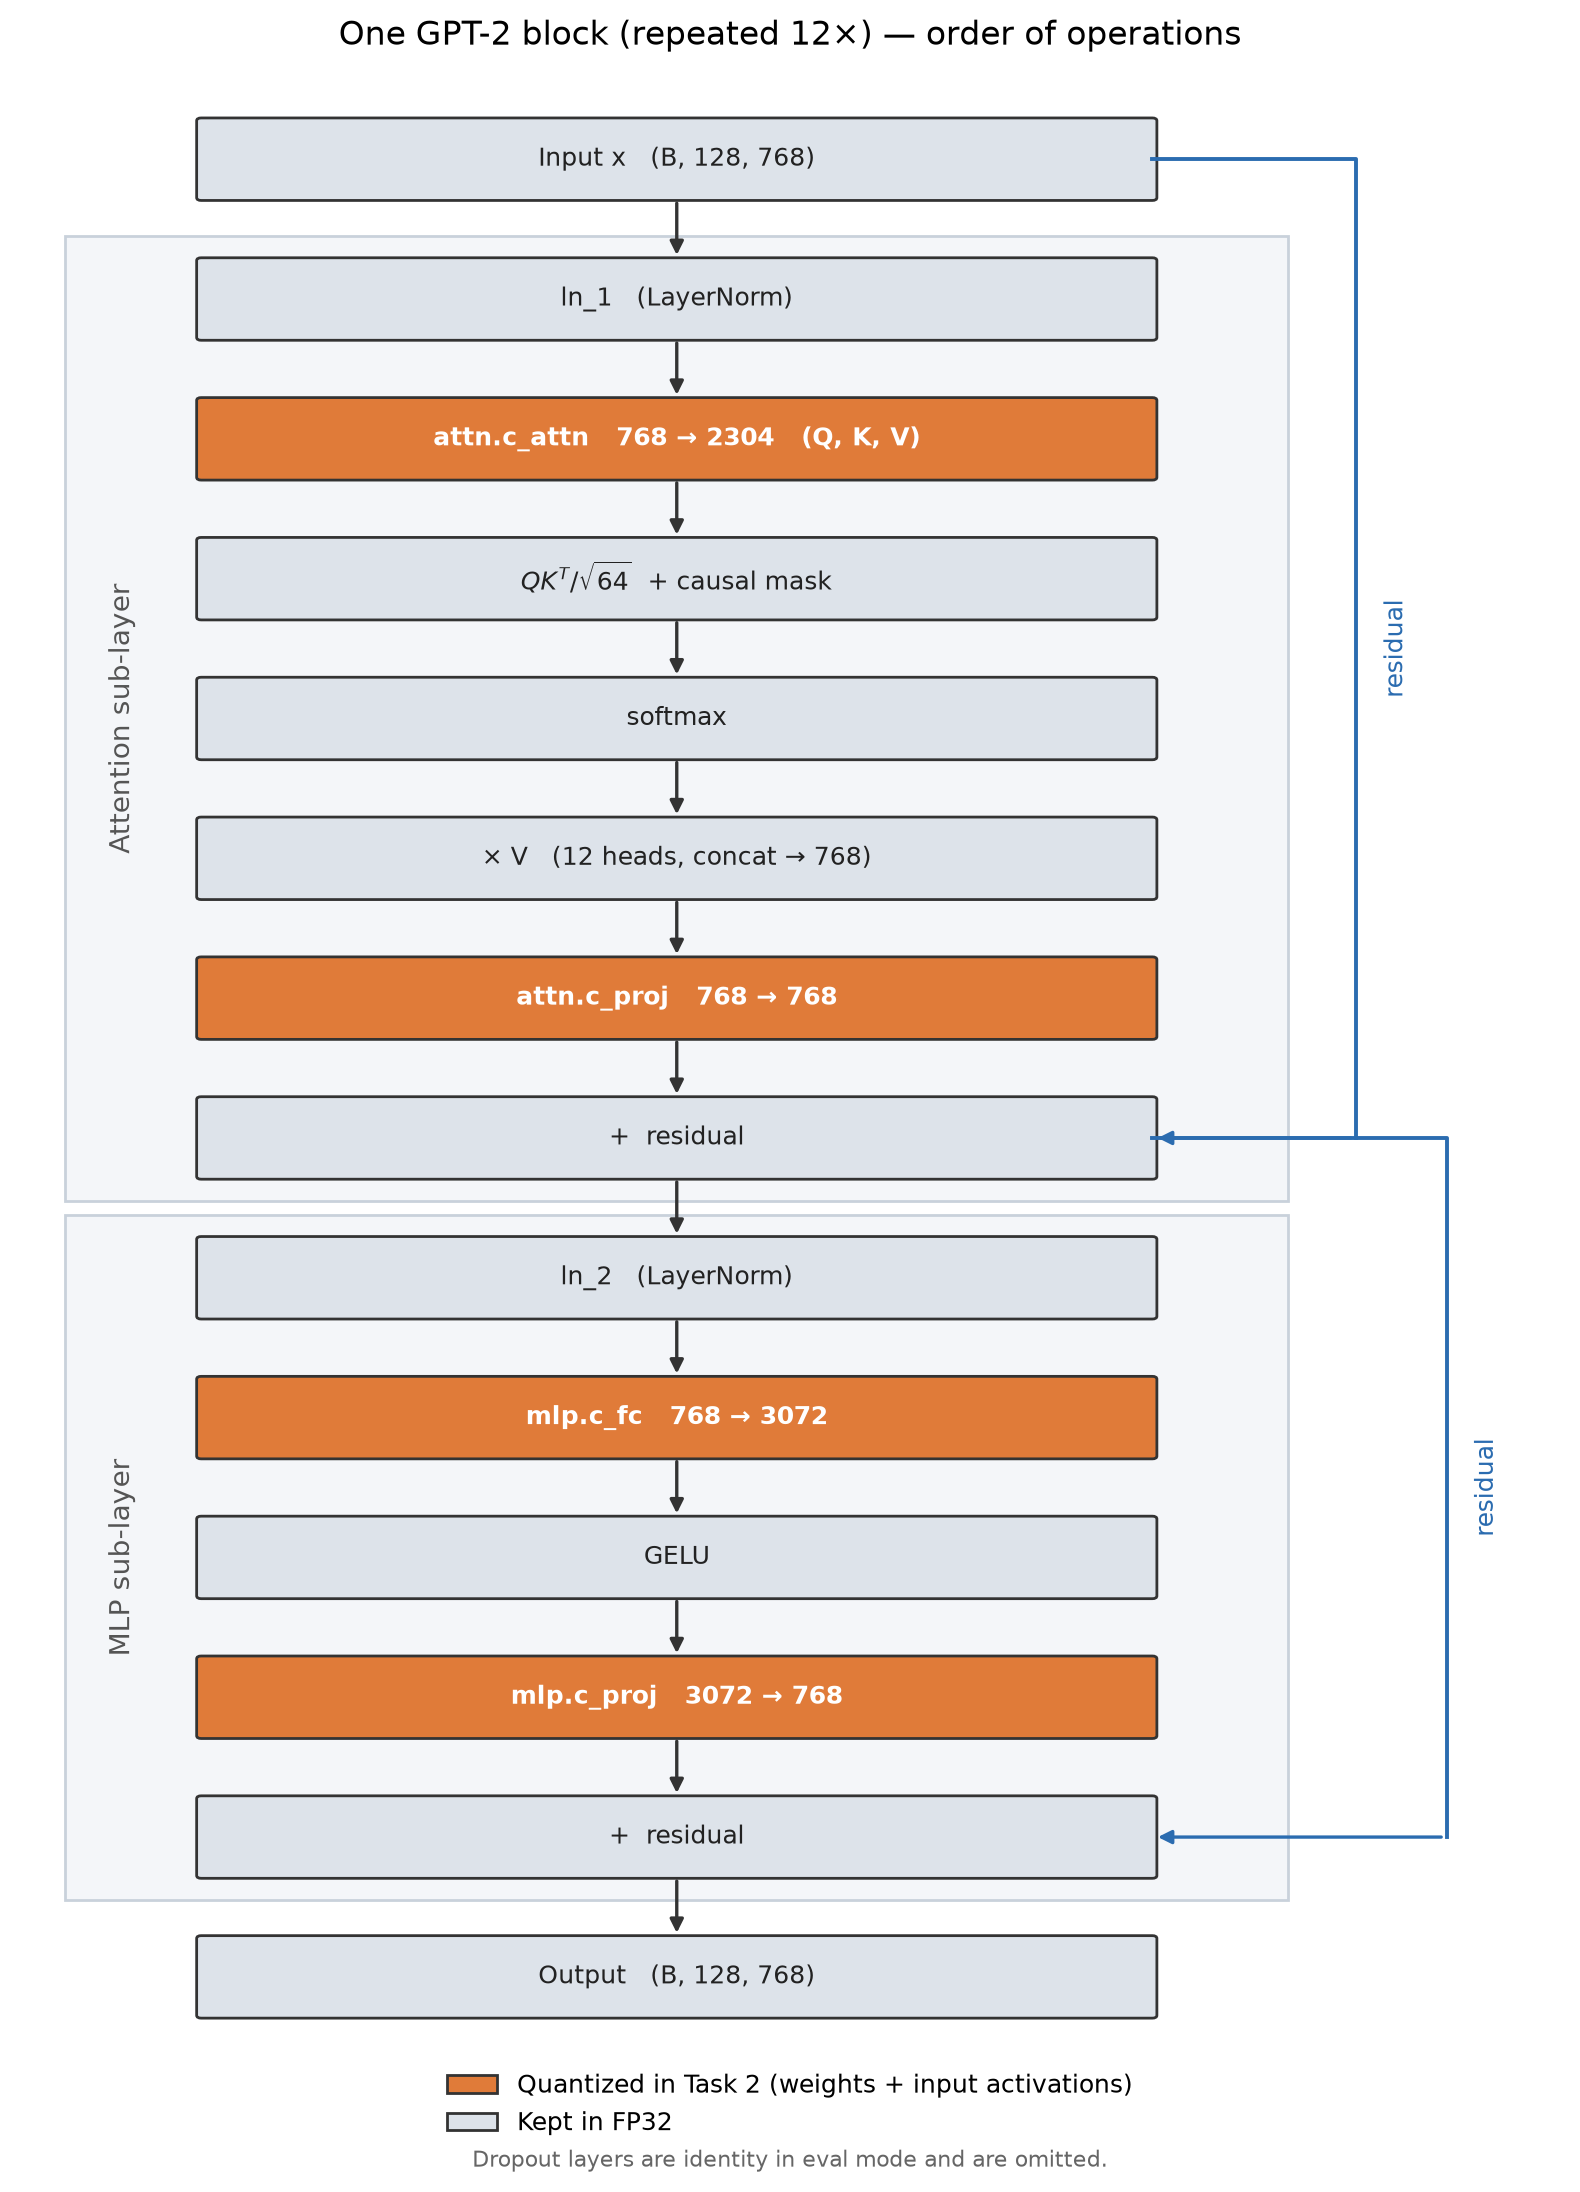 One GPT-2 block (repeated 12×) — order of operations
Input x (B, 128, 768)
ln_1 (LayerNorm)
attn.c_attn 768 → 2304 (Q, K, V)
QK^T/√64 + causal mask
softmax
× V (12 heads, concat → 768)
attn.c_proj 768 → 768
+ residual
Attention sub-layer
residual
ln_2 (LayerNorm)
mlp.c_fc 768 → 3072
GELU
mlp.c_proj 3072 → 768
+ residual
MLP sub-layer
residual
Output (B, 128, 768)
Quantized in Task 2 (weights + input activations)
Kept in FP32
Dropout layers are identity in eval mode and are omitted.